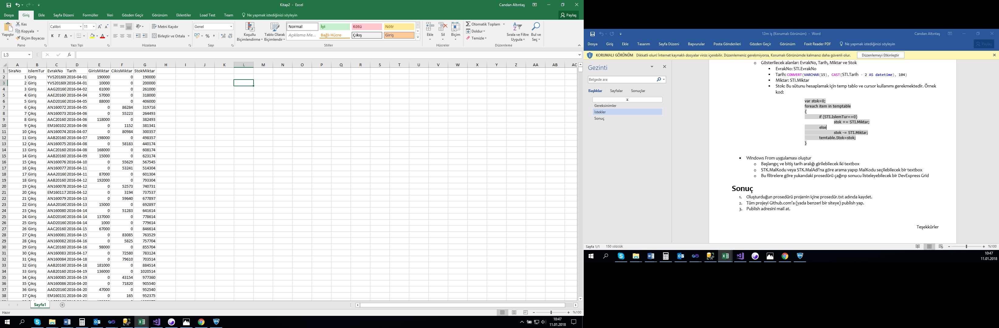 Kitap2 - Excel
Candan Altıntaş
Dosya Giriş Ekle Sayfa Düzeni Formüller Veri Gözden Geçir Görünüm Eklentiler Load Test Team Ne yapmak istediğinizi söyleyin Paylaş
Yapıştır
Kes
Kopyala
Biçim Boyacısı
Pano
Calibri 11
K T A
Yazı Tipi
Metni Kaydır
Birleştir ve Ortala
Hizalama
Genel
Sayı
Koşullu Biçimlendirme
Tablo Olarak Biçimlendir
Normal İyi Kötü Nötr
Açıklama Me... Bağlı Hücre Çıkış Giriş
Stiller
Ekle Sil Biçim
Hücreler
Otomatik Toplam
Doldur
Temizle
Sırala ve Filtre Uygula
Bul ve Seç
Düzenleme
L3
A B C D E F G H I J K L M N O P Q R S T U V W X Y Z AA AB AC
1 SiraNo IslemTur EvrakNo Tarih GirisMiktar CikisMiktar StokMiktar
2 1 Giriş YVS20160 2016-04-01 190000 0 190000
3 2 Giriş YVS20160 2016-04-01 10000 0 200000
4 3 Giriş AAG20160 2016-04-02 61000 0 261000
5 4 Giriş AAE20160 2016-04-04 57000 0 318000
6 5 Giriş AAD20160 2016-04-05 88000 0 406000
7 6 Çıkış AN160072 2016-04-05 0 86284 319716
8 7 Çıkış AN160073 2016-04-06 0 55223 264493
9 8 Giriş AAC20160 2016-04-06 118000 0 382493
10 9 Çıkış EM160102 2016-04-06 0 1152 381341
11 10 Çıkış AN160074 2016-04-07 0 80984 300357
12 11 Giriş AAB20160 2016-04-07 198000 0 498357
13 12 Çıkış AN160075 2016-04-08 0 58183 440174
14 13 Giriş AAC20160 2016-04-08 168000 0 608174
15 14 Giriş AAB20160 2016-04-09 15000 0 623174
16 15 Çıkış AN160076 2016-04-10 0 55629 567545
17 16 Çıkış AN160077 2016-04-11 0 53241 514304
18 17 Giriş AAA20160 2016-04-11 87000 0 601304
19 18 Giriş AAB20160 2016-04-12 192000 0 793304
20 19 Çıkış AN160078 2016-04-12 0 52573 740731
21 20 Çıkış EM160117 2016-04-12 0 3194 737537
22 21 Çıkış AN160079 2016-04-13 0 59640 677897
23 22 Giriş AAA20160 2016-04-13 15000 0 692897
24 23 Çıkış AN160080 2016-04-14 0 51283 641614
25 24 Giriş AAD20160 2016-04-14 137000 0 778614
26 25 Giriş AAD20160 2016-04-14 1000 0 779614
27 26 Giriş AAC20160 2016-04-15 67000 0 846614
28 27 Çıkış AN160081 2016-04-15 0 83085 763529
29 28 Çıkış AN160082 2016-04-16 0 5825 757704
30 29 Giriş AAC20160 2016-04-16 98000 0 855704
31 30 Çıkış AN160083 2016-04-17 0 72580 783124
32 31 Çıkış AN160084 2016-04-18 0 79610 703514
33 32 Giriş AAB20160 2016-04-18 181000 0 884514
34 33 Giriş AAB20160 2016-04-19 136000 0 1020514
35 34 Çıkış AN160085 2016-04-19 0 43154 977360
36 35 Çıkış AN160086 2016-04-20 0 71820 905540
37 36 Giriş AAD20160 2016-04-20 47000 0 952540
38 37 Çıkış EM160131 2016-04-20 0 165 952375
Sayfa1
Hazır
%100
10:47
11.01.2018
12m iş (Korumalı Görünüm) - Word
Candan Altıntaş
Dosya Giriş Ekle Tasarım Sayfa Düzeni Başvurular Posta Gönderileri Gözden Geçir Görünüm Foxit Reader PDF Ne yapmak istediğinizi söyleyin Paylaş
KORUMALI GÖRÜNÜM Dikkatli olun! İnternet kaynaklı dosyalar virüs içerebilir. Düzenlemeniz gerekmiyorsa, Korumalı Görünümde kalmanız daha güvenli olur. Düzenlemeyi Etkinleştir
Gezinti
Belgede ara
Başlıklar Sayfalar Sonuçlar
Gereksinimler
İstekler
Sonuç
o Gösterilecek alanlar: EvrakNo, Tarih, Miktar ve Stok
▪ EvrakNo: STI.EvrakNo
▪ Tarih: CONVERT(VARCHAR(15), CAST(STI.Tarih - 2 AS datetime), 104)
▪ Miktar: STI.Miktar
▪ Stok: Bu sütunu hesaplamak için temp tablo ve cursor kullanımı gerekmektedir. Örnek
kod:
var stok=0;
foreach item in temptable
{
if (STI.IslemTur==0)
stok += STI.Miktar;
else
stok -= STI.Miktar;
temtable.Stok=stok;
}
• Windows From uygulaması oluştur
o Başlangıç ve bitiş tarih aralığı girilebilecek iki textbox
o STK.MalKodu veya STK.MalAdi’na göre arama yapıp MalKodu seçilebilecek bir textbox
o Bu filtrelere göre yukarıdaki prosedürü çağırıp sonucu listeleyebilecek bir DevExpress Grid
Sonuç
1. Oluşturduğun prosedürü projenin içine prosedür.txt adında kaydet.
2. Tüm projeyi Github.com’a (yada benzeri bir siteye) publish yap.
3. Publish adresini mail at.
Teşekkürler
Sayfa 1/1 150 sözcük
%100
10:47
11.01.2018